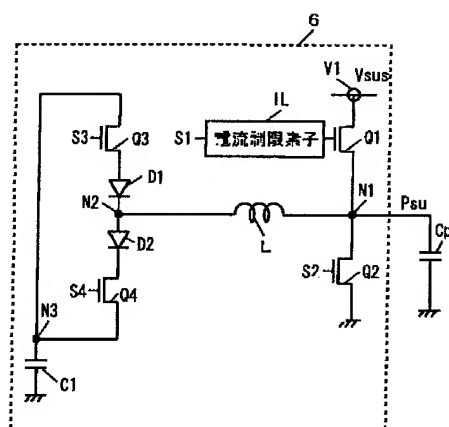 6
V1
Vsus
IL
S1
電流制限素子
Q1
S3
Q3
D1
N2
N1
Psu
D2
L
Cp
S2
Q2
S4
Q4
N3
C1